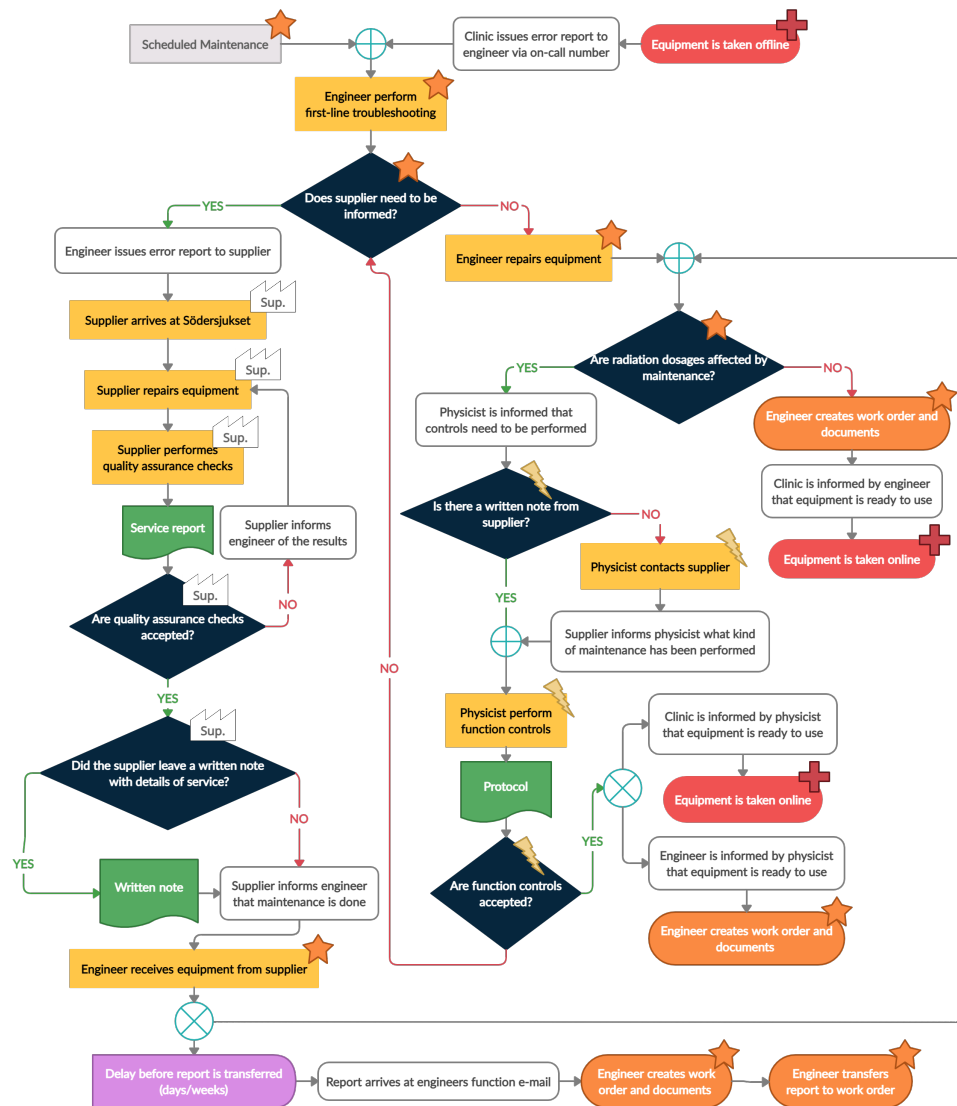 Scheduled Maintenance
Clinic issues error report to
engineer via on-call number
Equipment is taken offline
Engineer perform
first-line troubleshooting
Does supplier need to be
informed?
YES
NO
Engineer issues error report to supplier
Engineer repairs equipment
Sup.
Supplier arrives at Södersjukset
Are radiation dosages affected by
maintenance?
YES
NO
Sup.
Supplier repairs equipment
Physicist is informed that
controls need to be performed
Engineer creates work order and
documents
Sup.
Supplier performes
quality assurance checks
Clinic is informed by engineer
that equipment is ready to use
Is there a written note from
supplier?
NO
YES
Service report
Supplier informs
engineer of the results
Equipment is taken online
Physicist contacts supplier
Sup.
Are quality assurance checks
accepted?
NO
YES
Supplier informs physicist what kind
of maintenance has been performed
NO
Physicist perform
function controls
Sup.
Did the supplier leave a written note
with details of service?
YES
NO
Clinic is informed by physicist
that equipment is ready to use
Protocol
Equipment is taken online
YES
Engineer is informed by physicist
that equipment is ready to use
Written note
Supplier informs engineer
that maintenance is done
Are function controls
accepted?
Engineer creates work order and
documents
Engineer receives equipment from supplier
Delay before report is transferred
(days/weeks)
Report arrives at engineers function e-mail
Engineer creates work
order and documents
Engineer transfers
report to work order